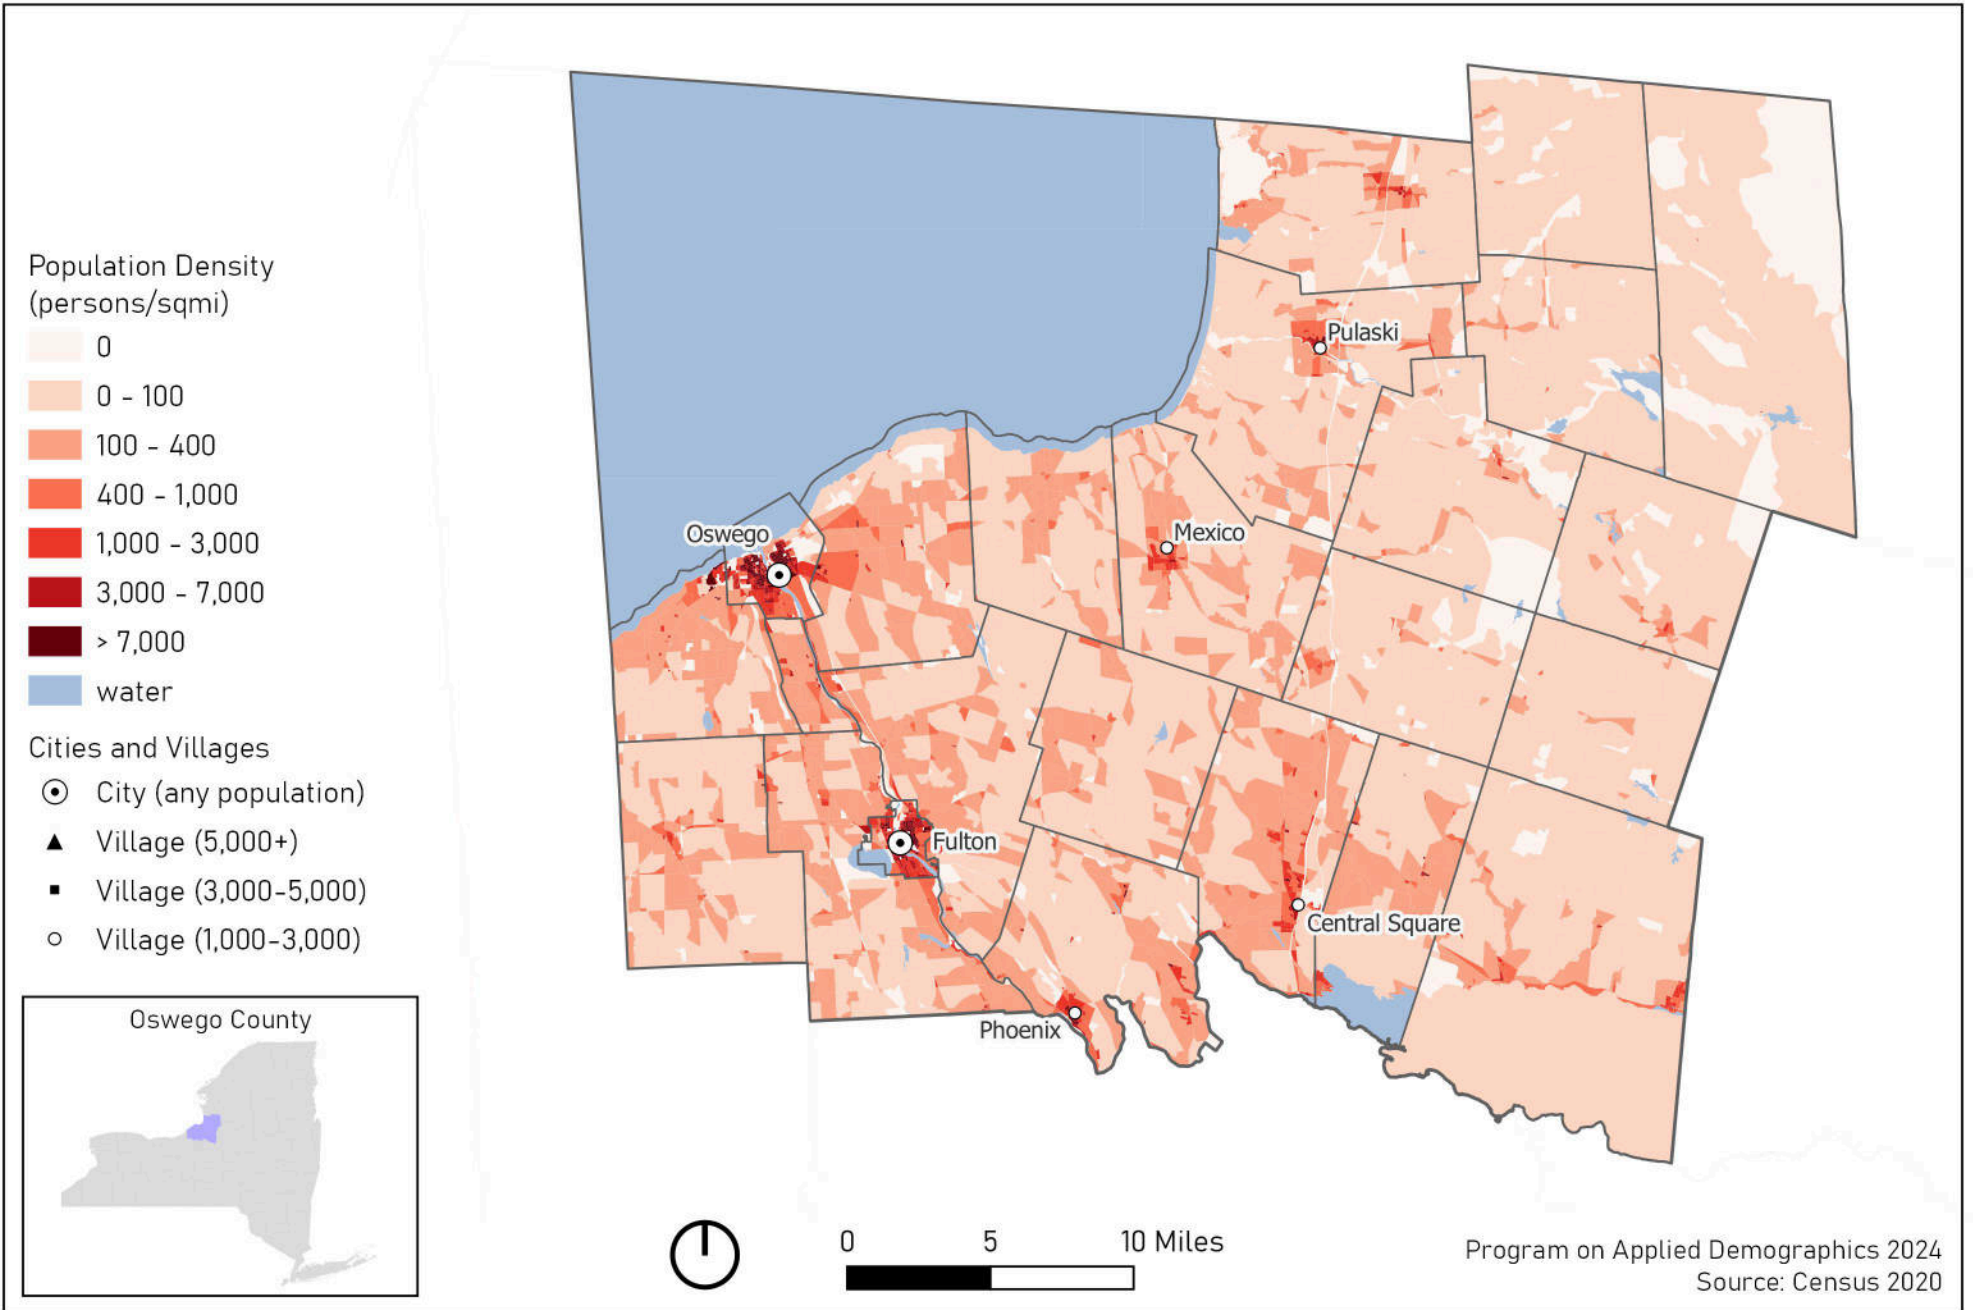 Population Density
(persons/sqmi)
0
0 - 100
100 - 400
400 - 1,000
1,000 - 3,000
3,000 - 7,000
> 7,000
water
Cities and Villages
City (any population)
Village (5,000+)
Village (3,000-5,000)
Village (1,000-3,000)
Oswego County
Pulaski
Oswego
Mexico
Fulton
Central Square
Phoenix
0 5 10 Miles
Program on Applied Demographics 2024
Source: Census 2020